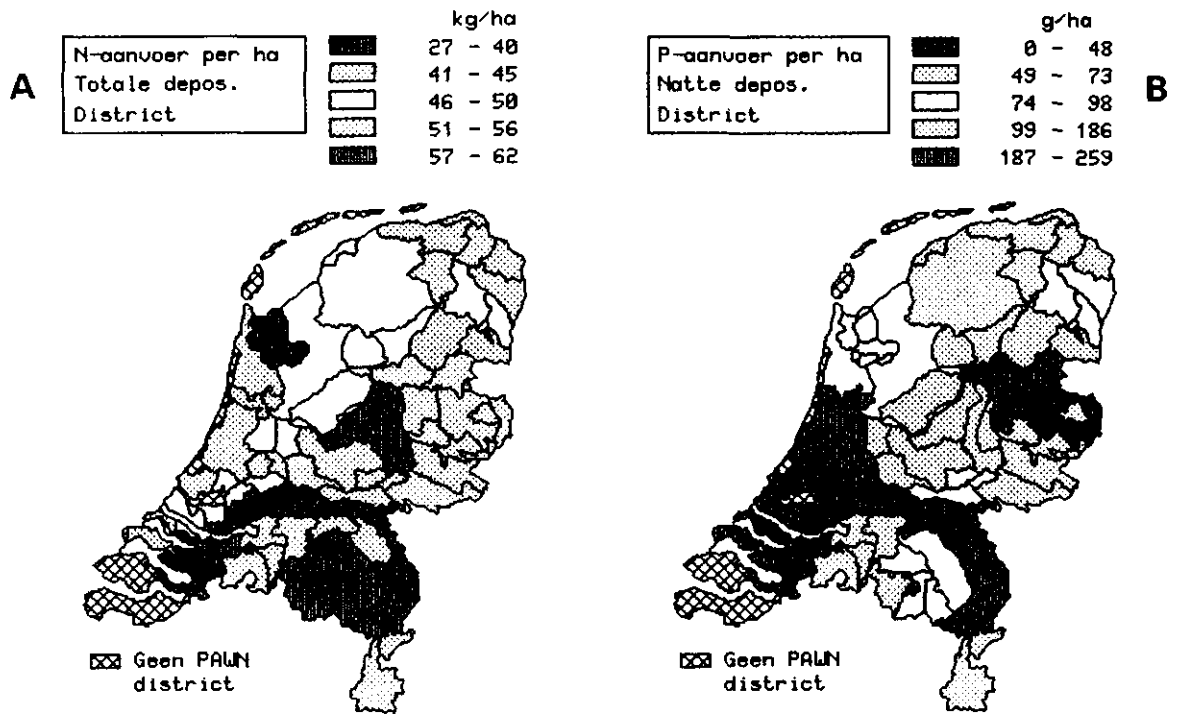 A
N-aanvoer per ha
Totale depos.
District
kg/ha
27 - 40
41 - 45
46 - 50
51 - 56
57 - 62
Geen PAWN
district
P-aanvoer per ha
Natte depos.
District
g/ha
0 - 48
49 - 73
74 - 98
99 - 186
187 - 259
B
Geen PAWN
district